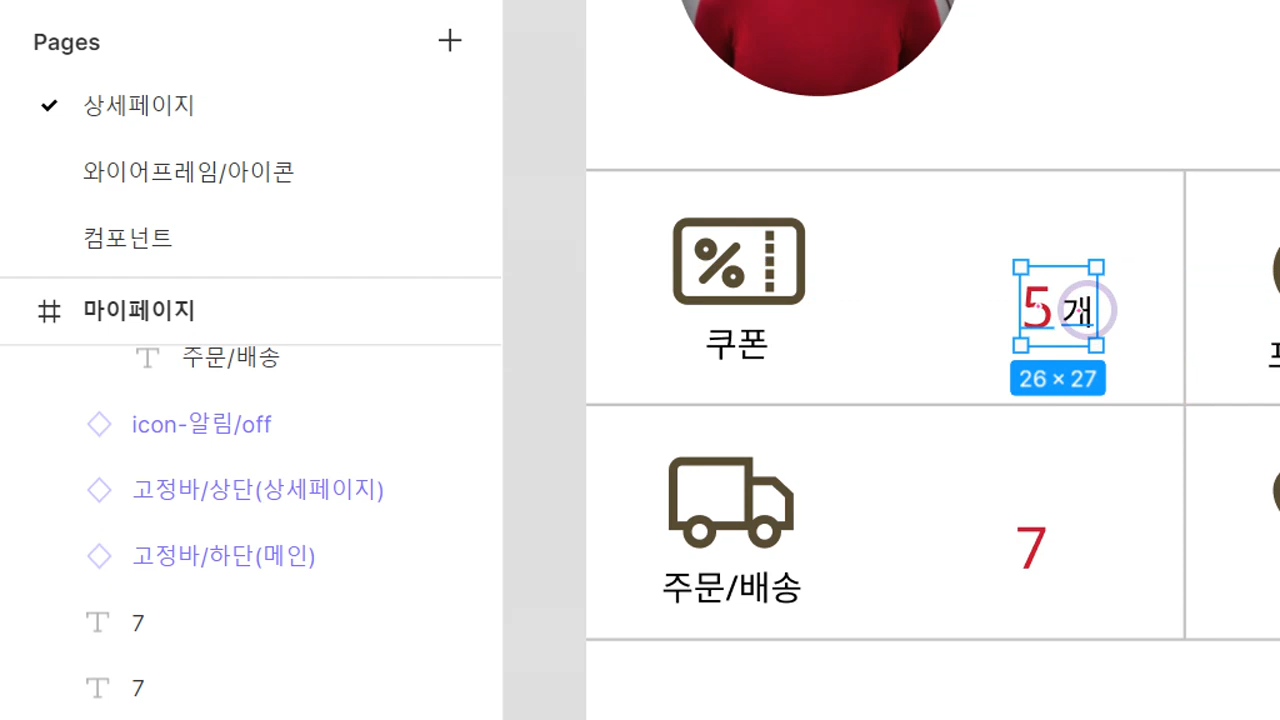 Pages
상세페이지
와이어프레임/아이콘
컴포넌트
마이페이지
주문/배송
icon-알림/off
고정바/상단(상세페이지)
고정바/하단(메인)
7
7
쿠폰
5 개
26 × 27
주문/배송
7